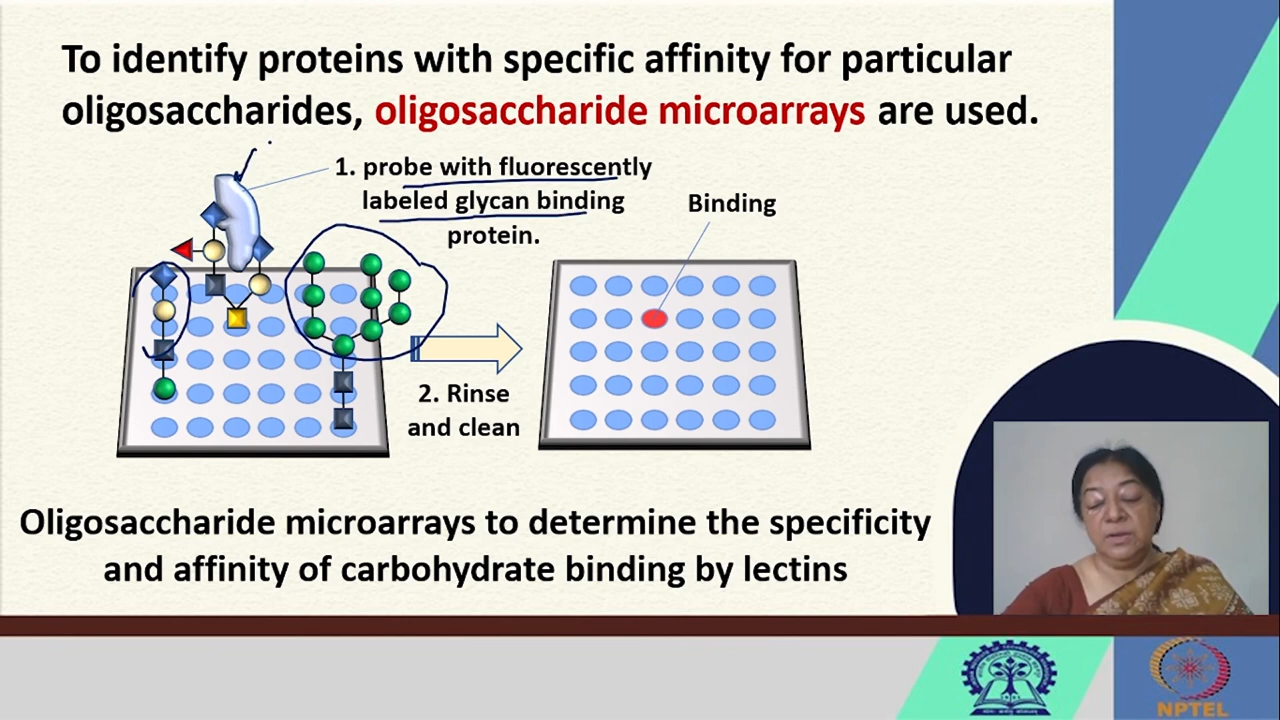 To identify proteins with specific affinity for particular
oligosaccharides, oligosaccharide microarrays are used.
1. probe with fluorescently
labeled glycan binding
protein.
Binding
2. Rinse
and clean
Oligosaccharide microarrays to determine the specificity
and affinity of carbohydrate binding by lectins
NPTEL